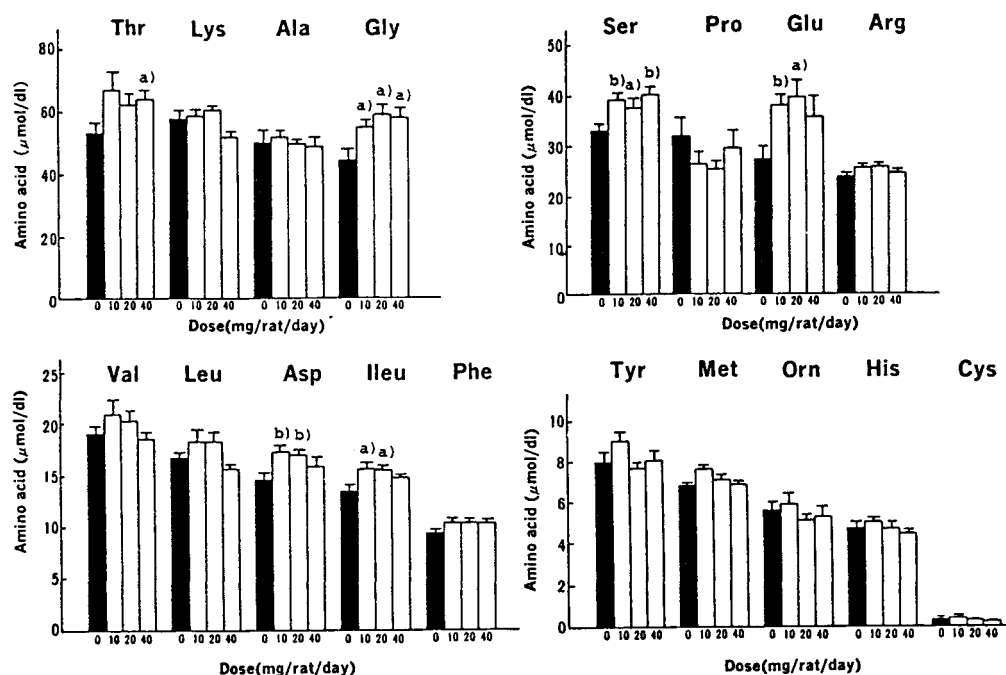 Thr Lys Ala Gly
80
60
40
20
0
Amino acid (μmol/dl)
a)
a) a) a)
0 10 20 40 0 10 20 40 0 10 20 40 0 10 20 40
Dose(mg/rat/day)
Ser Pro Glu Arg
50
40
30
20
10
0
Amino acid (μmol/dl)
b) a) b)
b) a)
0 10 20 40 0 10 20 40 0 10 20 40 0 10 20 40
Dose(mg/rat/day)
Val Leu Asp Ileu Phe
25
20
15
10
5
0
Amino acid (μmol/dl)
b) b)
a) a)
0 10 20 40 0 10 20 40 0 10 20 40 0 10 20 40 0 10 20 40
Dose(mg/rat/day)
Tyr Met Orn His Cys
10
8
6
4
2
0
Amino acid (μmol/dl)
0 10 20 40 0 10 20 40 0 10 20 40 0 10 20 40 0 10 20 40
Dose(mg/rat/day)